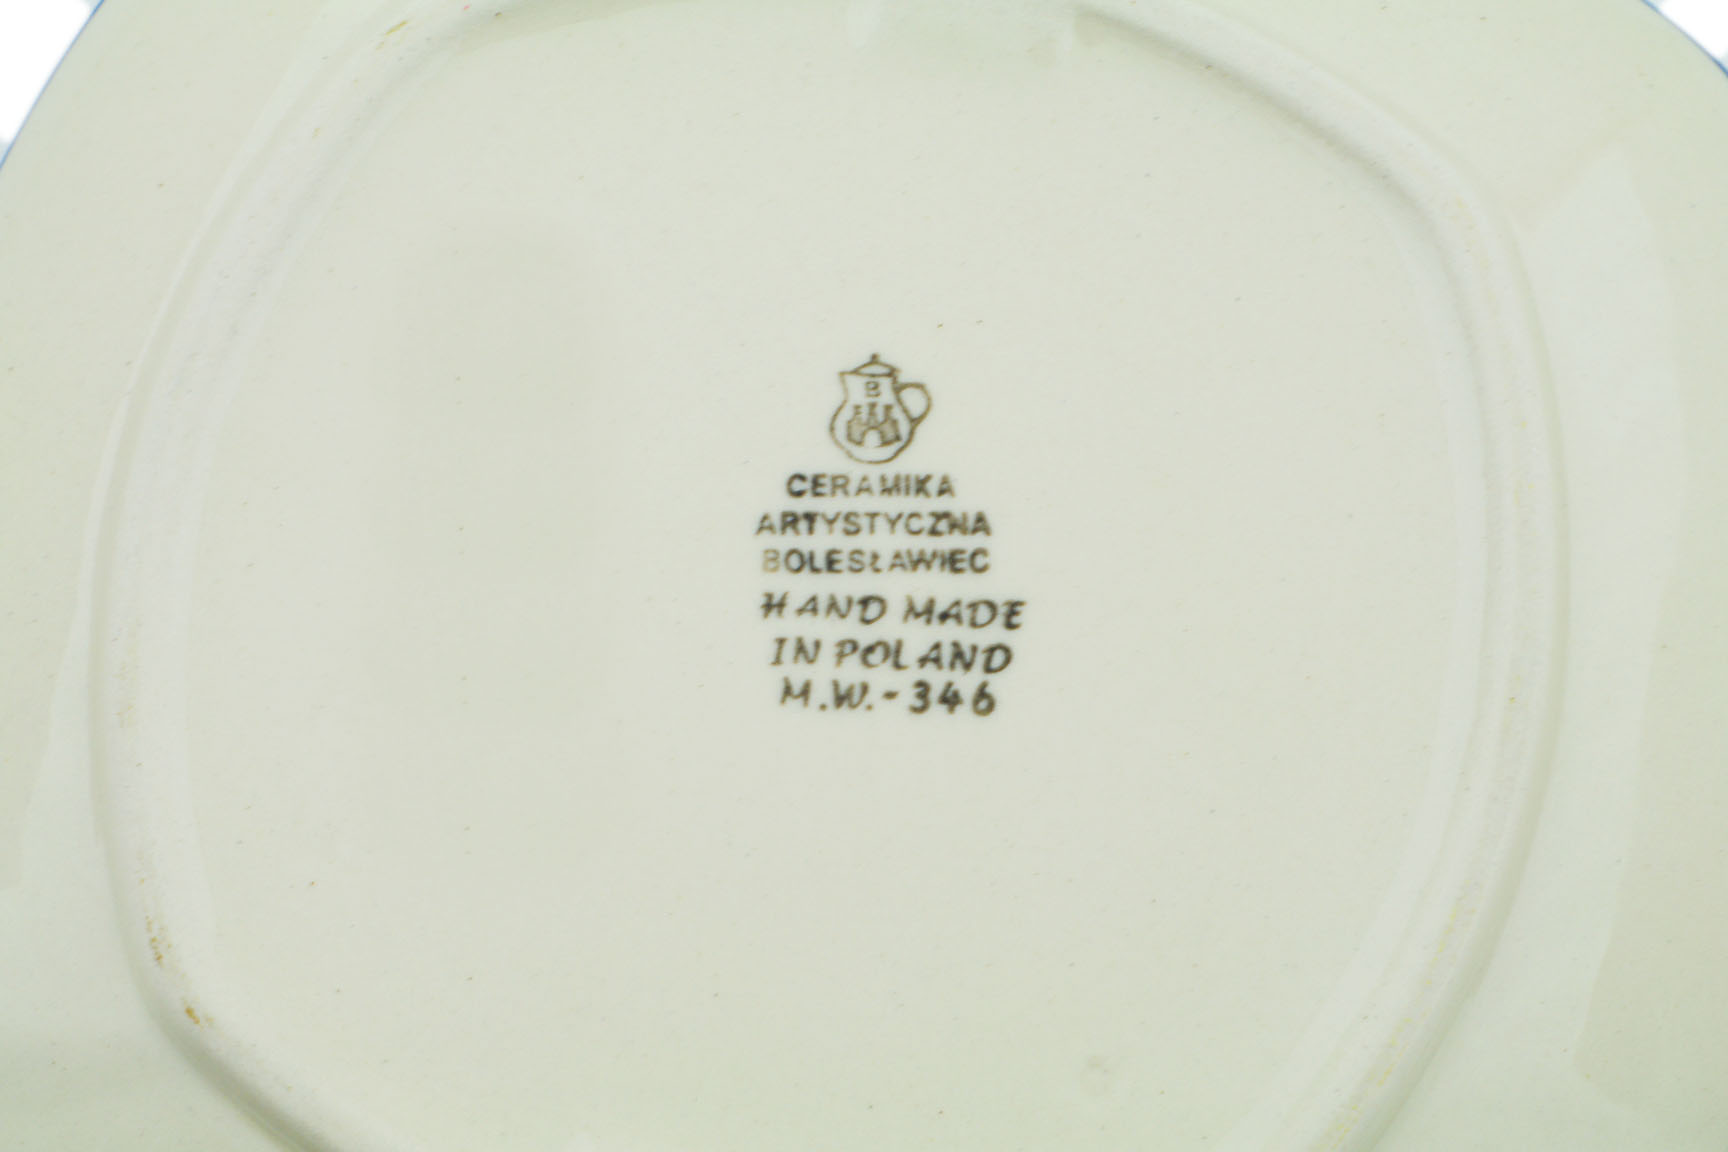 B
CERAMIKA
ARTYSTYCZNA
BOLESŁAWIEC
HAND MADE
IN POLAND
M.W.-346